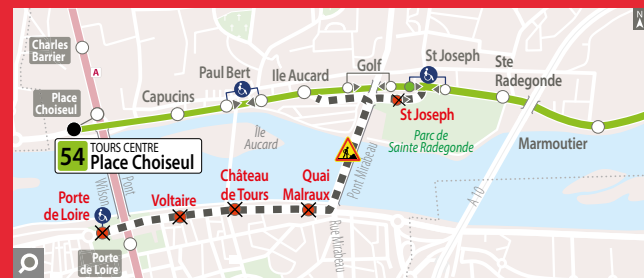 N
Charles
Barrier
A
Place
Choiseul
Capucins
Paul Bert
Ile Aucard
Golf
St Joseph
Ste
Radegonde
St Joseph
Parc de
Sainte Radegonde
Marmoutier
54 TOURS CENTRE
Place Choiseul
Île
Aucard
Pont Mirabeau
A 10
Porte
de Loire
Pont
Wilson
Voltaire
Château
de Tours
Quai
Malraux
Rue Mirabeau
Porte
de Loire